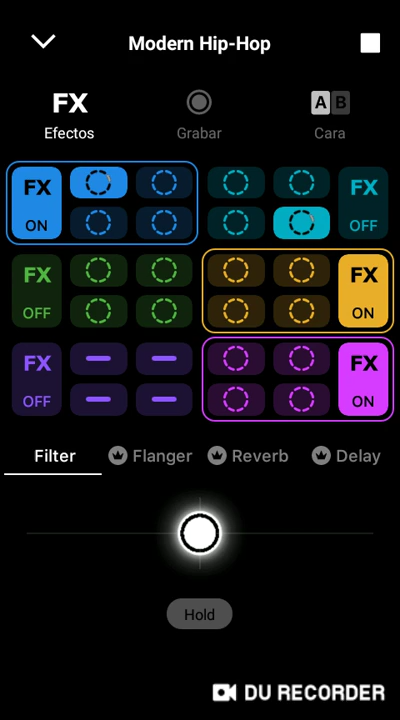 Modern Hip-Hop
FX
A B
Efectos
Grabar
Cara
FX
FX
ON
OFF
FX
FX
OFF
ON
FX
FX
OFF
ON
Filter
Flanger
Reverb
Delay
Hold
DU RECORDER